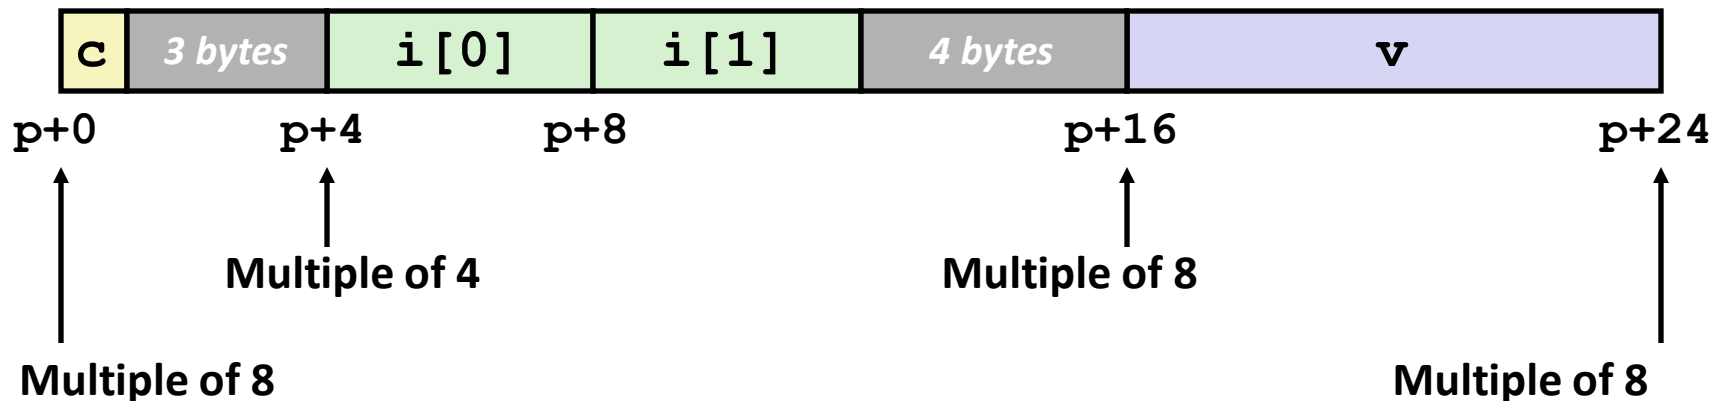 c 3 bytes i[0] i[1] 4 bytes v
p+0 p+4 p+8 p+16 p+24
Multiple of 4 Multiple of 8
Multiple of 8 Multiple of 8